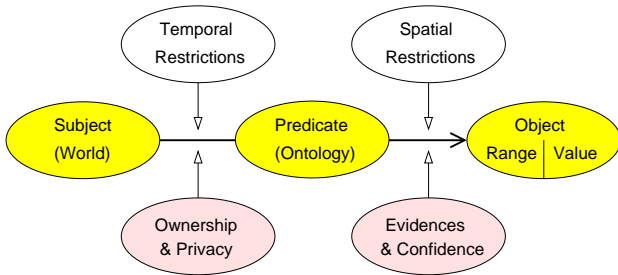 Temporal
Restrictions
Spatial
Restrictions
Subject
(World)
Predicate
(Ontology)
Object
Range | Value
Ownership
& Privacy
Evidences
& Confidence